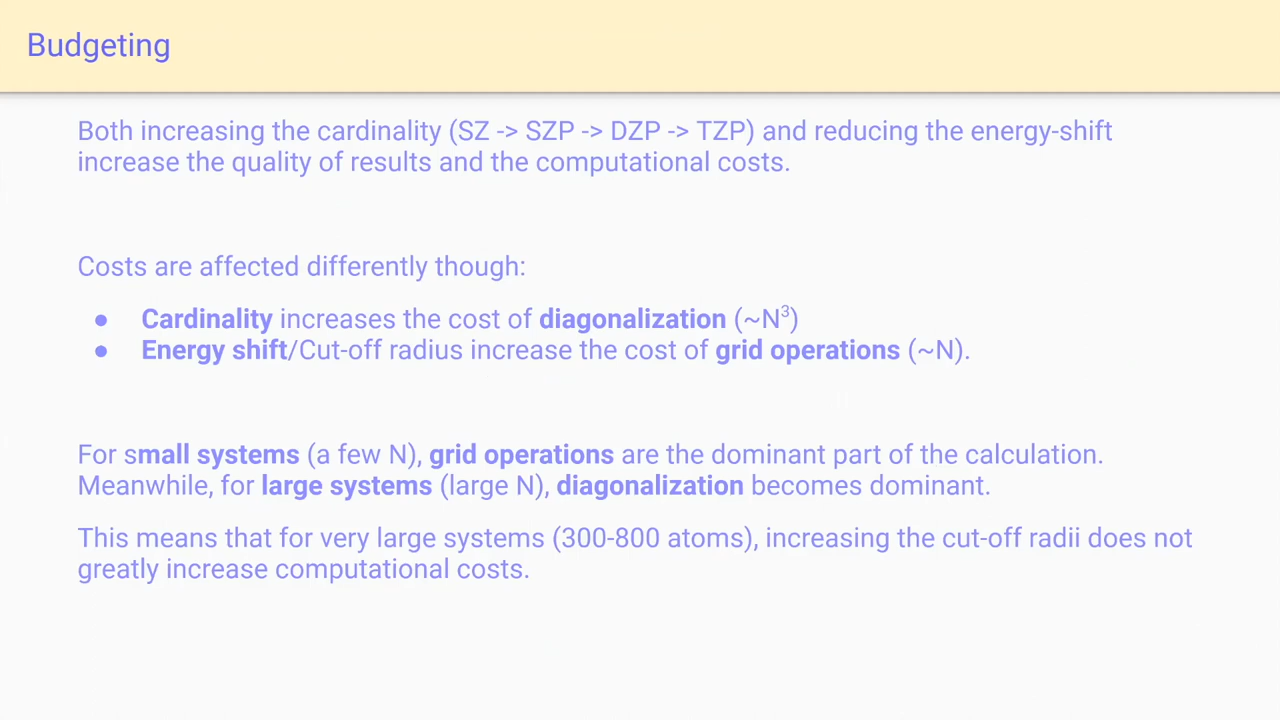 Budgeting
Both increasing the cardinality (SZ -> SZP -> DZP -> TZP) and reducing the energy-shift
increase the quality of results and the computational costs.
Costs are affected differently though:
● Cardinality increases the cost of diagonalization (~N³)
● Energy shift/Cut-off radius increase the cost of grid operations (~N).
For small systems (a few N), grid operations are the dominant part of the calculation.
Meanwhile, for large systems (large N), diagonalization becomes dominant.
This means that for very large systems (300-800 atoms), increasing the cut-off radii does not
greatly increase computational costs.